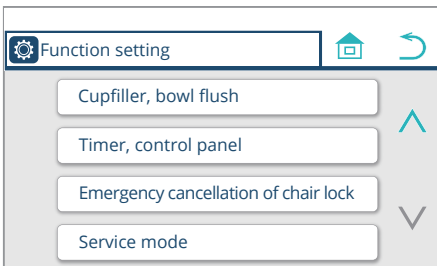 Function setting
Cupfiller, bowl flush
Timer, control panel
Emergency cancellation of chair lock
Service mode